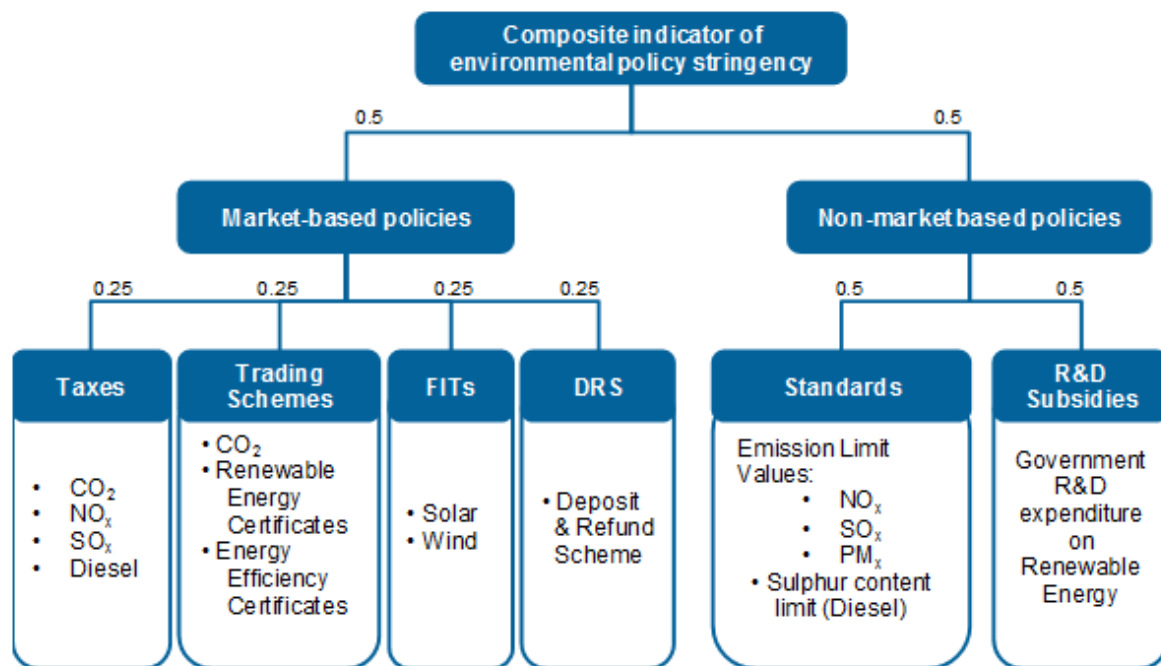 Composite indicator of
environmental policy stringency
0.5
0.5
Market-based policies
Non-market based policies
0.25
0.25
0.25
0.25
0.5
0.5
Taxes
• CO₂
• NOₓ
• SOₓ
• Diesel
Trading
Schemes
• CO₂
• Renewable
Energy
Certificates
• Energy
Efficiency
Certificates
FITs
• Solar
• Wind
DRS
• Deposit
& Refund
Scheme
Standards
Emission Limit
Values:
• NOₓ
• SOₓ
• PMₓ
• Sulphur content
limit (Diesel)
R&D
Subsidies
Government
R&D
expenditure
on
Renewable
Energy